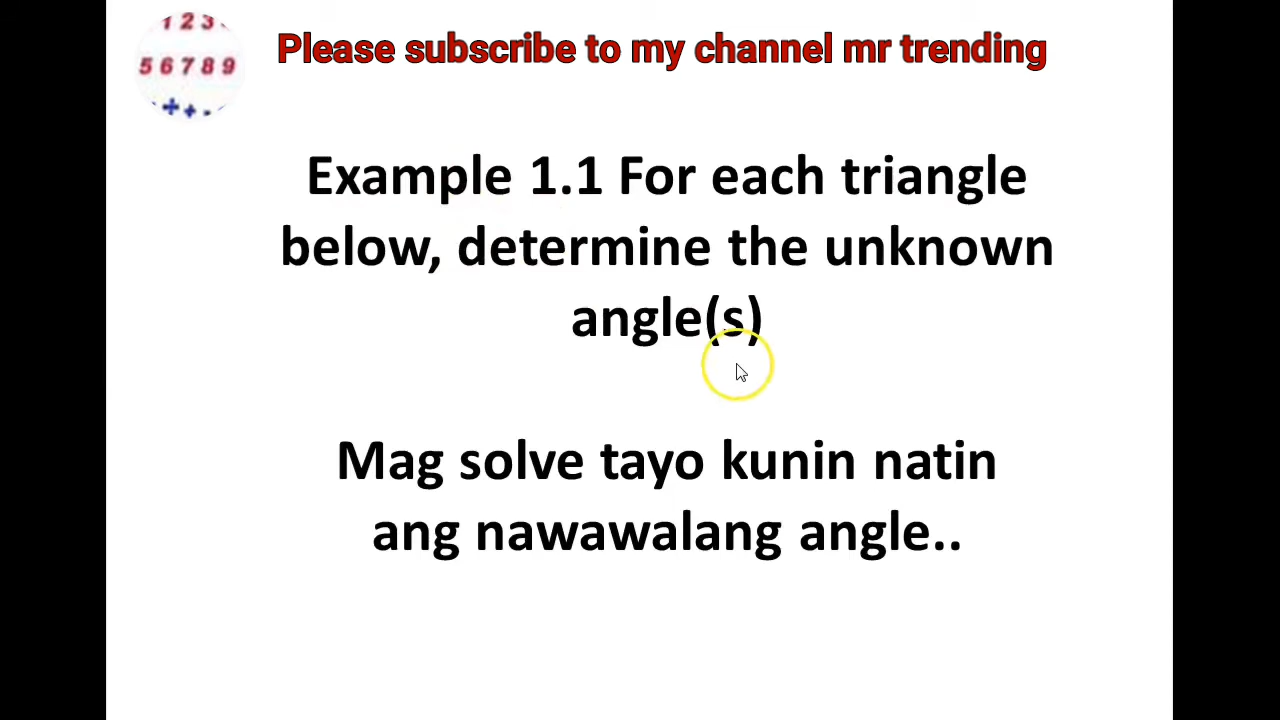 1 2 3
5 6 7 8 9
Please subscribe to my channel mr trending
Example 1.1 For each triangle
below, determine the unknown
angle(s)
Mag solve tayo kunin natin
ang nawawalang angle..